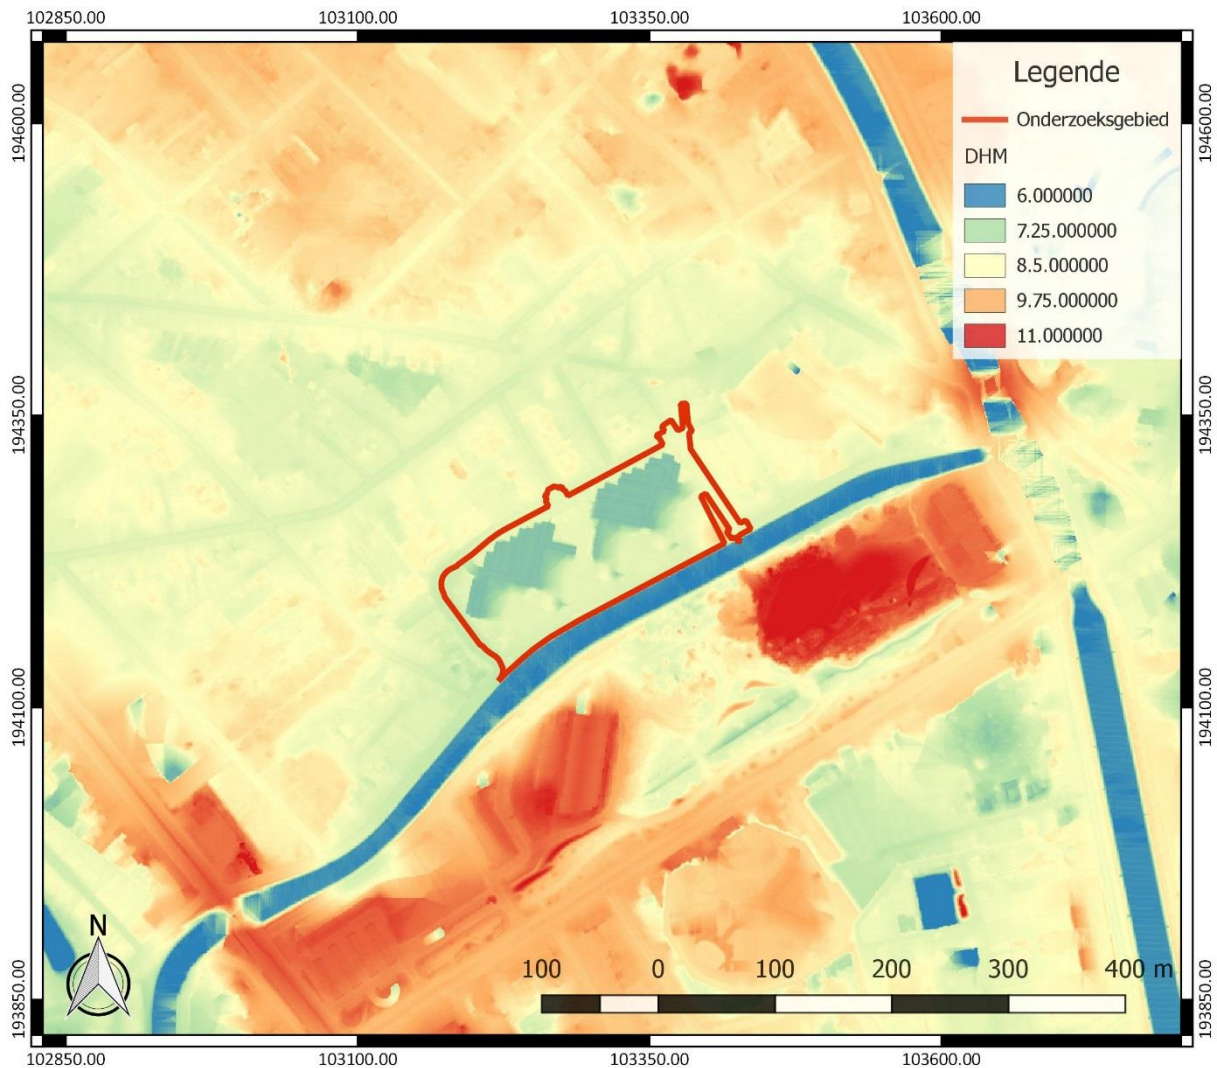 102850.00 103100.00 103350.00 103600.00
194600.00 194600.00
Legende
Onderzoeksgebied
DHM
6.000000
7.25.000000
8.5.000000
9.75.000000
11.000000
194350.00 194350.00
194100.00 194100.00
N
100 0 100 200 300 400 m
193850.00 193850.00
102850.00 103100.00 103350.00 103600.00